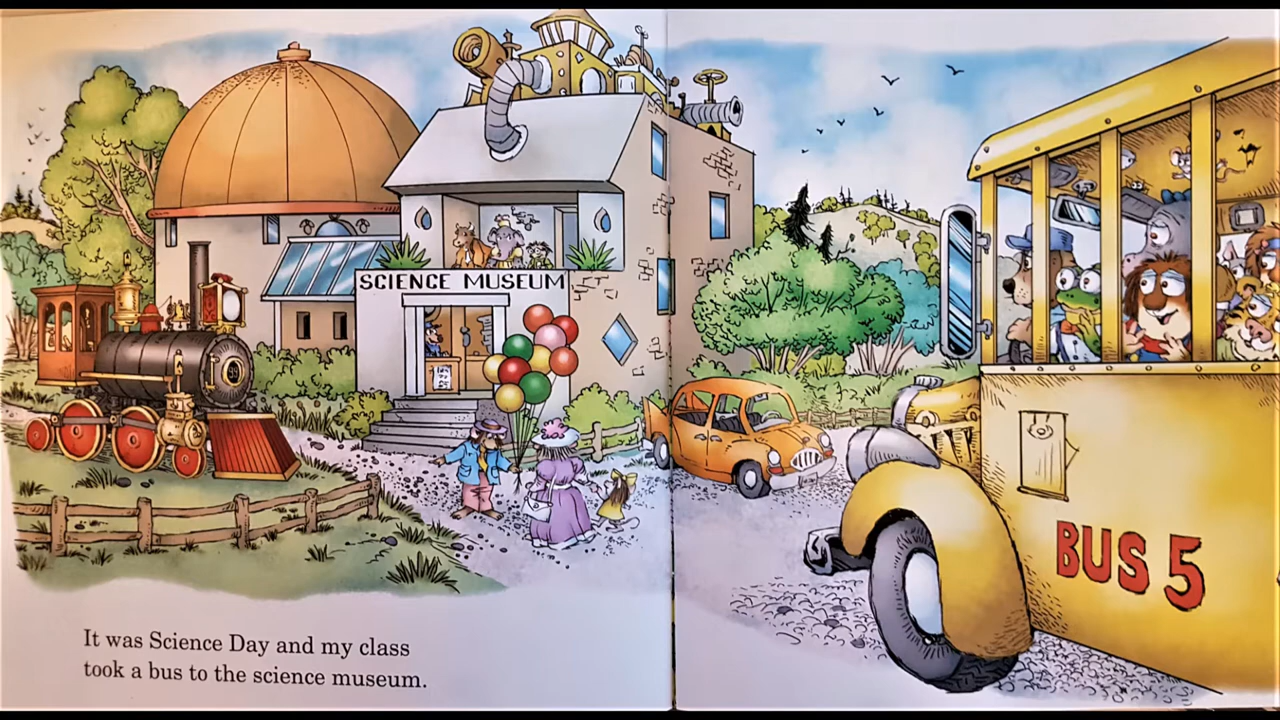 SCIENCE MUSEUM
BUS 5
It was Science Day and my class
took a bus to the science museum.